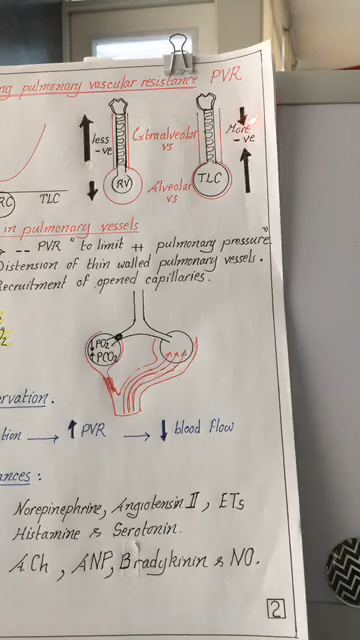 ng pulmonary vascular resistance PVR
less -ve
Extraalveolar vs
More -ve
RV
Alveolar vs
TLC
RC TLC
in pulmonary vessels
--- PVR "to limit ++ pulmonary pressure"
Distension of thin walled pulmonary vessels.
Recruitment of opened capillaries.
↓PO2
↑PCO2
ervation.
tion → ↑ PVR → ↓ blood flow
ances :
Norepinephrine, Angiotensin II, ETs
Histamine & Serotonin.
A.Ch, ANP, Bradykinin & NO.
2